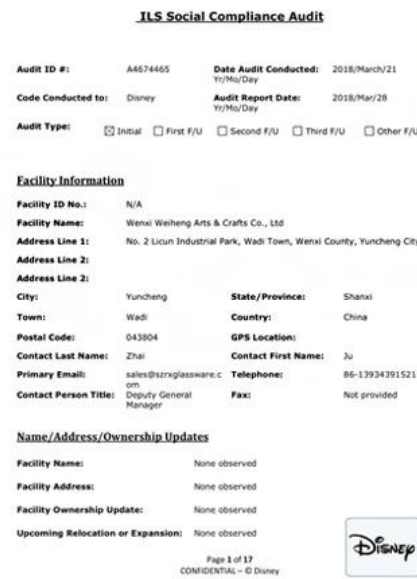 ILS Social Compliance Audit
Audit ID #: A4674465 Date Audit Conducted: 2018/March/21
Yr/Mo/Day
Code Conducted to: Disney Audit Report Date: 2018/Mar/28
Yr/Mo/Day
Audit Type: ☒ Initial ☐ First F/U ☐ Second F/U ☐ Third F/U ☐ Other F/U
Facility Information
Facility ID No.: N/A
Facility Name: Wenxi Weiheng Arts & Crafts Co., Ltd
Address Line 1: No. 2 Licun Industrial Park, Wadi Town, Wenxi County, Yuncheng City
Address Line 2:
Address Line 2:
City: Yuncheng State/Province: Shanxi
Town: Wadi Country: China
Postal Code: 043804 GPS Location:
Contact Last Name: Zhai Contact First Name: Ju
Primary Email: sales@szrxglassware.c Telephone: 86-13934391521
om
Contact Person Title: Deputy General Fax: Not provided
Manager
Name/Address/Ownership Updates
Facility Name: None observed
Facility Address: None observed
Facility Ownership Update: None observed
Upcoming Relocation or Expansion: None observed
Page 1 of 17
CONFIDENTIAL – © Disney
Disney